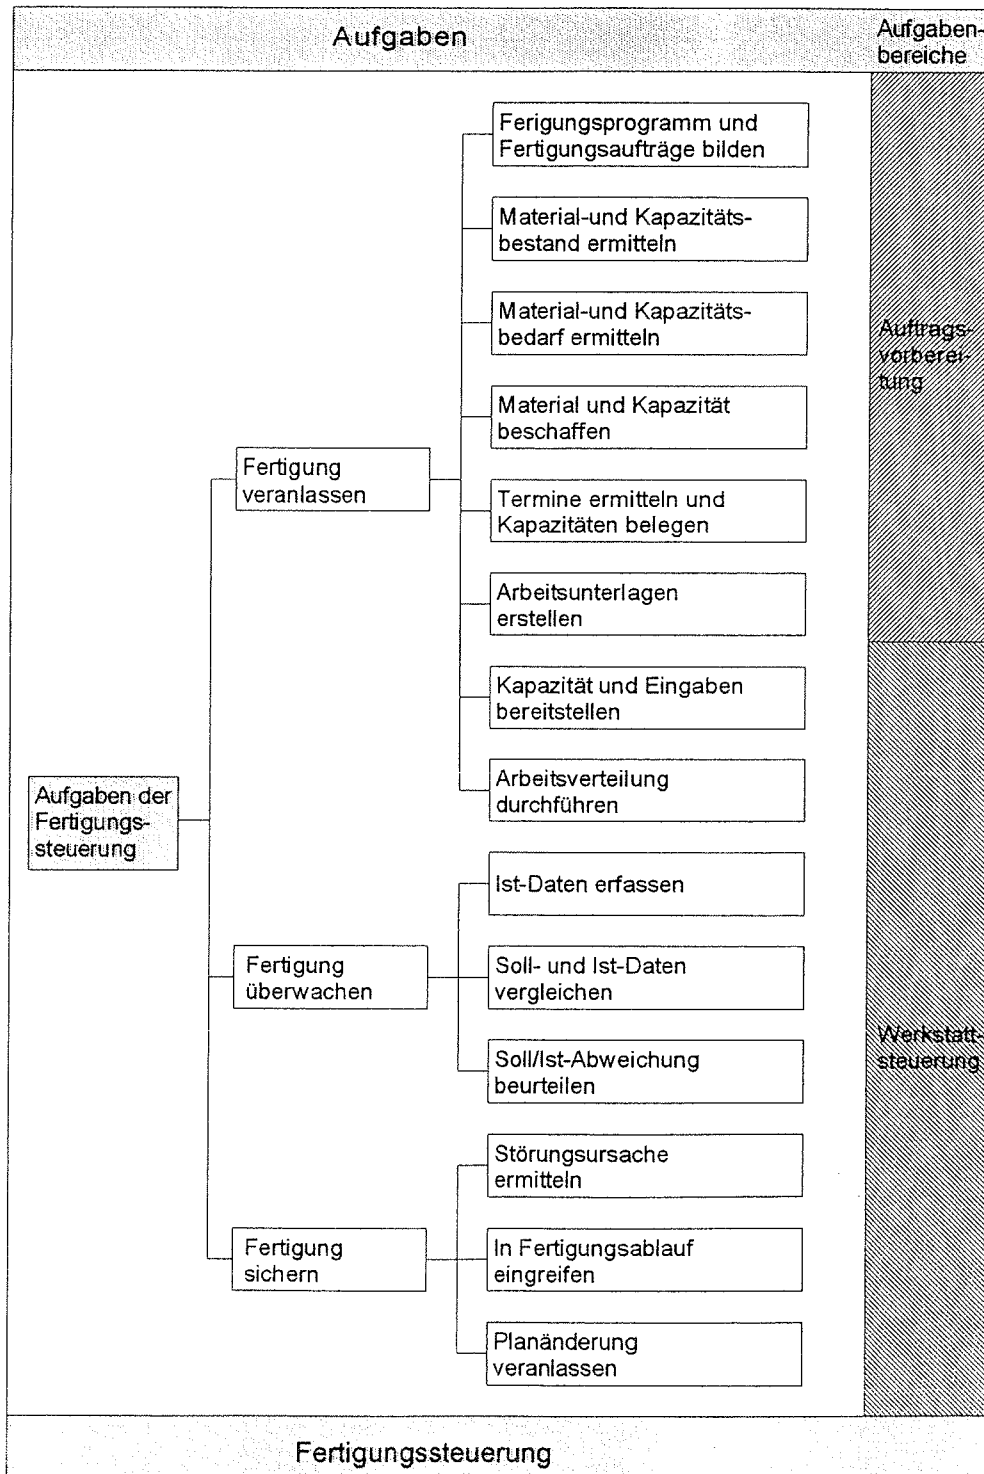 Aufgaben
Aufgaben-
bereiche
Ferigungsprogramm und
Fertigungsaufträge bilden
Material-und Kapazitäts-
bestand ermitteln
Material-und Kapazitäts-
bedarf ermitteln
Auftrags-
vorberei-
tung
Material und Kapazität
beschaffen
Fertigung
veranlassen
Termine ermitteln und
Kapazitäten belegen
Arbeitsunterlagen
erstellen
Kapazität und Eingaben
bereitstellen
Arbeitsverteilung
durchführen
Aufgaben der
Fertigungs-
steuerung
Ist-Daten erfassen
Fertigung
überwachen
Soll- und Ist-Daten
vergleichen
Werkstatt-
steuerung
Soll/Ist-Abweichung
beurteilen
Störungsursache
ermitteln
Fertigung
sichern
In Fertigungsablauf
eingreifen
Planänderung
veranlassen
Fertigungssteuerung